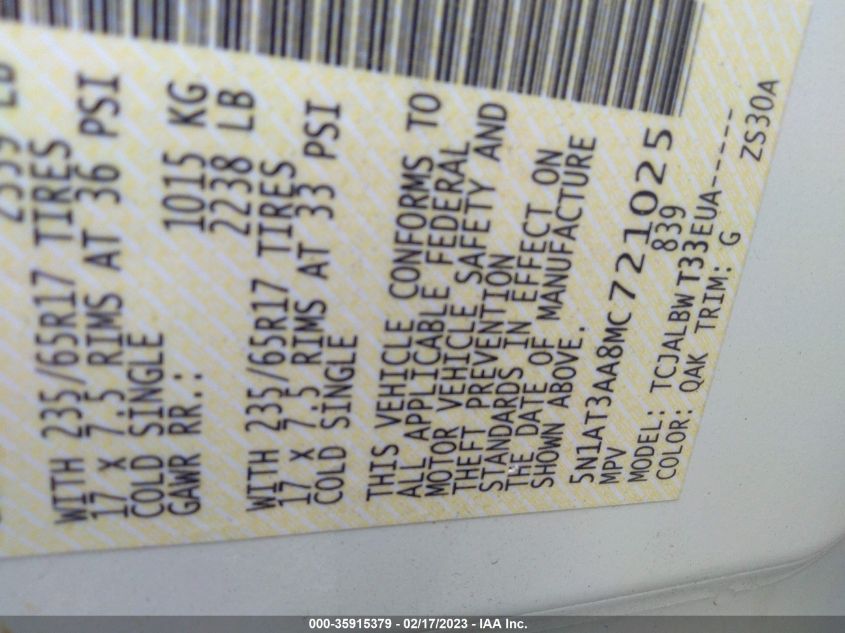 WITH 235/65R17 TIRES
17 X 7.5 RIMS AT 36 PSI
COLD SINGLE
GAWR RR.: 1015 KG
2238 LB
WITH 235/65R17 TIRES
17 X 7.5 RIMS AT 33 PSI
COLD SINGLE
THIS VEHICLE CONFORMS TO
ALL APPLICABLE FEDERAL
MOTOR VEHICLE SAFETY AND
THEFT PREVENTION
STANDARDS IN EFFECT ON
THE DATE OF MANUFACTURE
SHOWN ABOVE.
5N1AT3AA8MC721025
MPV 839
MODEL: TCJALBW T33EUA------
COLOR: QAK TRIM: G ZS30A
000-35915379 - 02/17/2023 - IAA Inc.